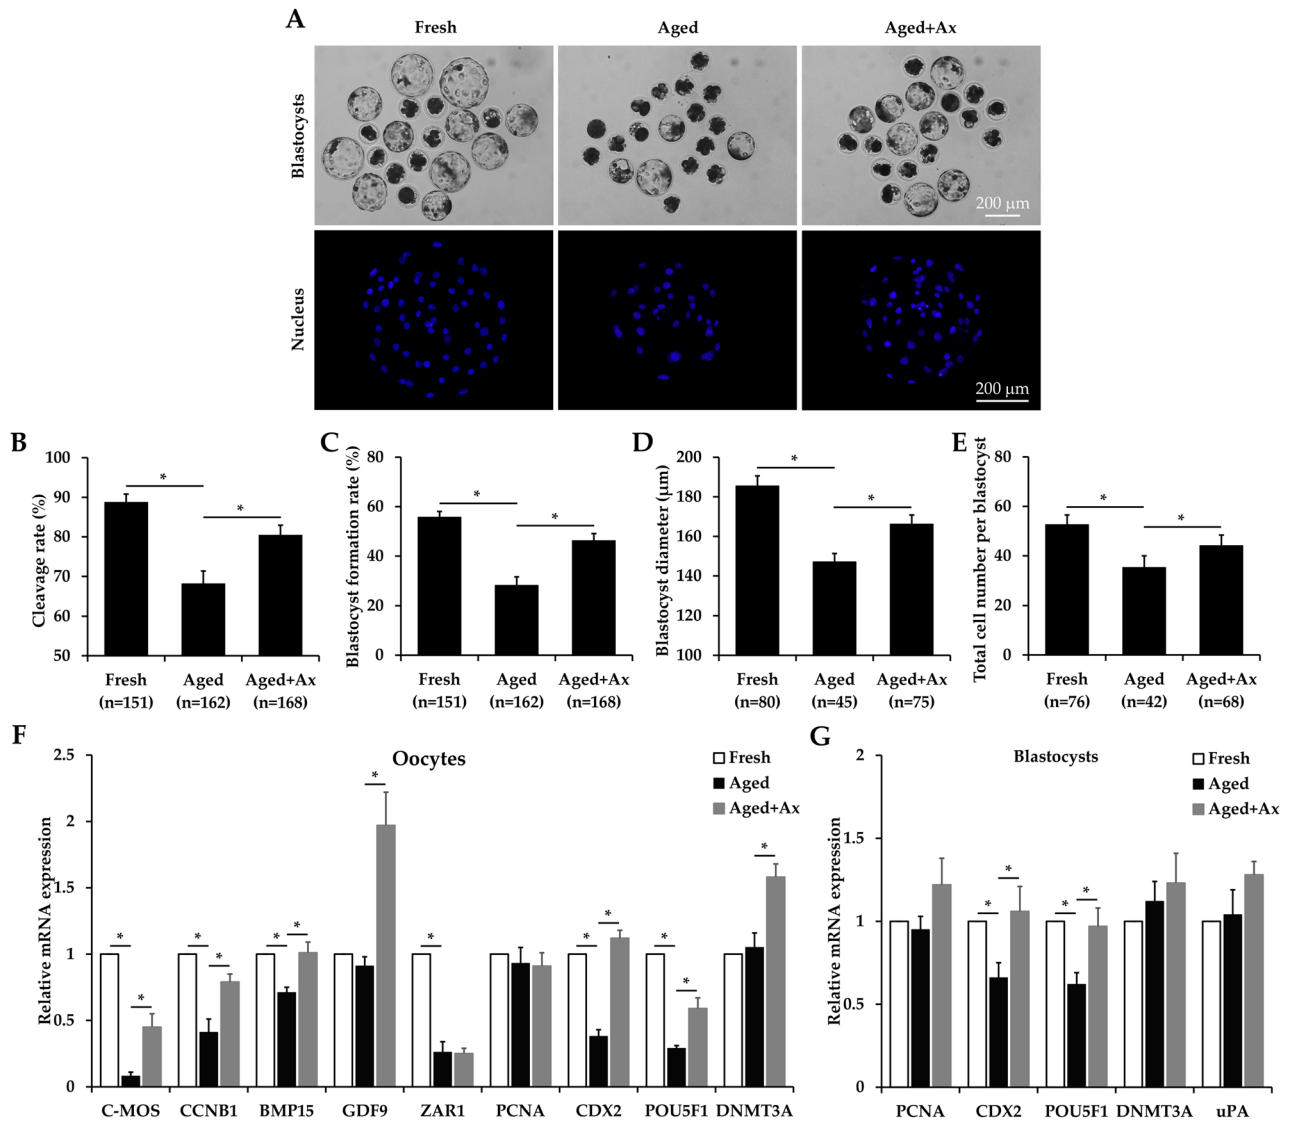 A
Fresh
Aged
Aged+Ax
Blastocysts
200 μm
Nucleus
200 μm
B
Cleavage rate (%)
100
90
80
70
60
50
*
*
Fresh
(n=151)
Aged
(n=162)
Aged+Ax
(n=168)
C
Blastocyst formation rate (%)
80
60
40
20
0
*
*
Fresh
(n=151)
Aged
(n=162)
Aged+Ax
(n=168)
D
Blastocyst diameter (μm)
200
180
160
140
120
100
*
*
Fresh
(n=80)
Aged
(n=45)
Aged+Ax
(n=75)
E
Total cell number per blastocyst
80
60
40
20
0
*
*
Fresh
(n=76)
Aged
(n=42)
Aged+Ax
(n=68)
F
Oocytes
Relative mRNA expression
2.5
2
1.5
1
0.5
0
Fresh
Aged
Aged+Ax
*
*
*
*
*
*
*
*
*
*
*
*
*
C-MOS
CCNB1
BMP15
GDF9
ZAR1
PCNA
CDX2
POU5F1
DNMT3A
G
Blastocysts
Relative mRNA expression
2
1.5
1
0.5
0
Fresh
Aged
Aged+Ax
*
*
*
*
PCNA
CDX2
POU5F1
DNMT3A
uPA